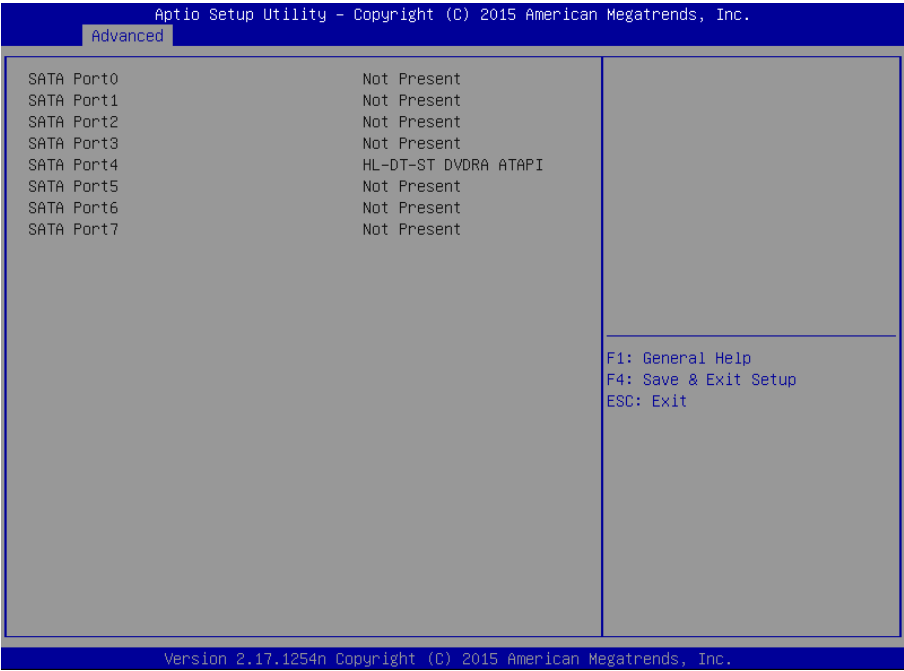 Aptio Setup Utility – Copyright (C) 2015 American Megatrends, Inc.
Advanced
SATA Port0 Not Present
SATA Port1 Not Present
SATA Port2 Not Present
SATA Port3 Not Present
SATA Port4 HL-DT-ST DVDRA ATAPI
SATA Port5 Not Present
SATA Port6 Not Present
SATA Port7 Not Present
F1: General Help
F4: Save & Exit Setup
ESC: Exit
Version 2.17.1254n Copyright (C) 2015 American Megatrends, Inc.